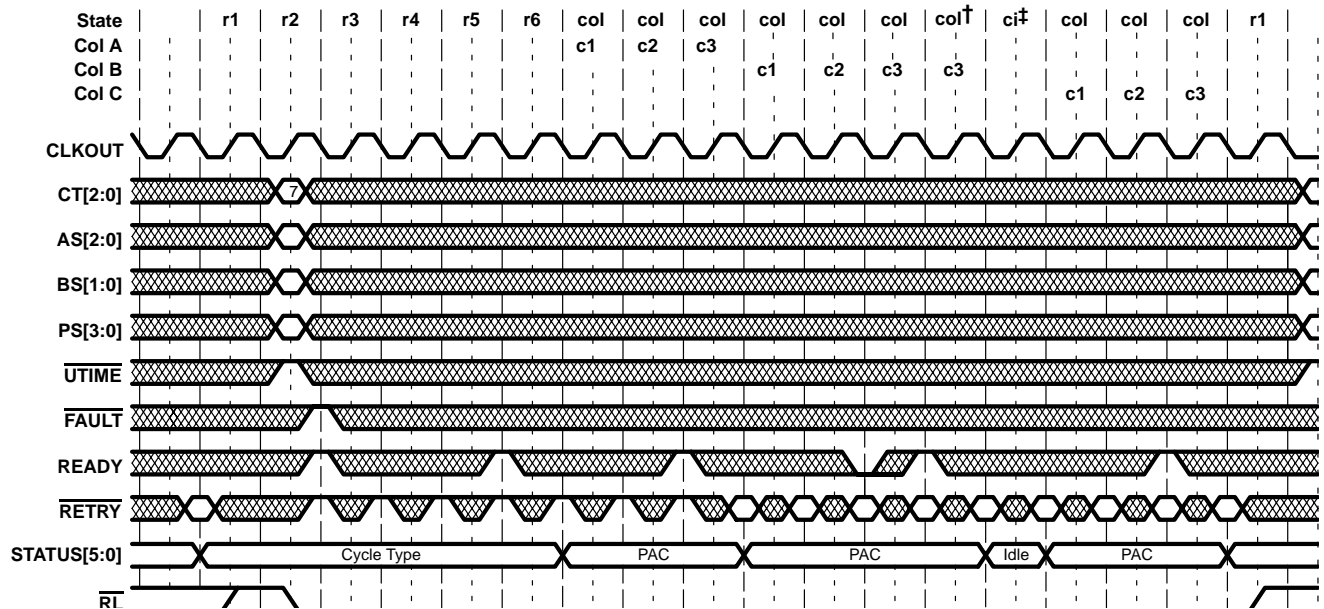 State r1 r2 r3 r4 r5 r6 col col col col col col col† ci‡ col col col r1
Col A c1 c2 c3
Col B c1 c2 c3 c3
Col C c1 c2 c3
CLKOUT
CT[2:0] 7
AS[2:0]
BS[1:0]
PS[3:0]
UTIME
FAULT
READY
RETRY
STATUS[5:0] Cycle Type PAC PAC Idle PAC
RL